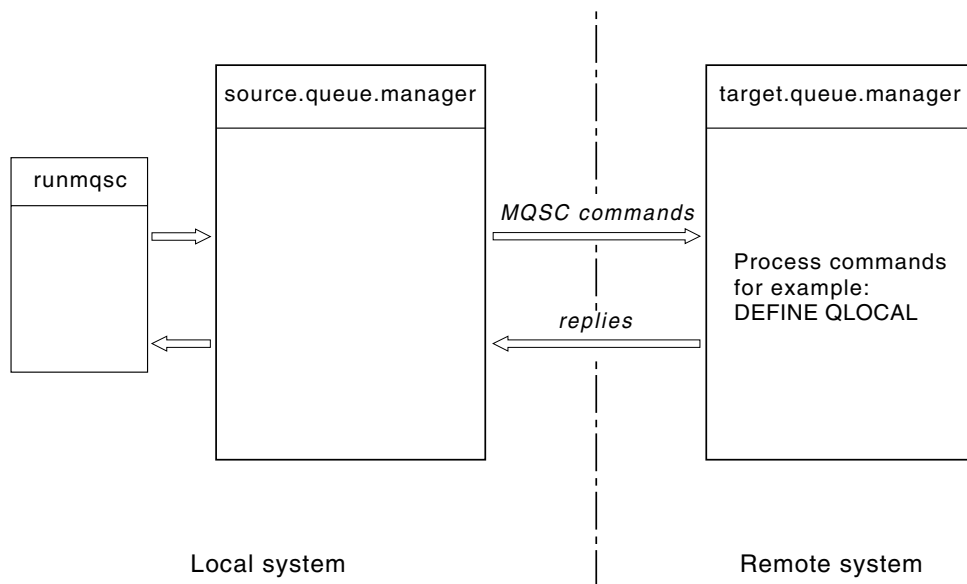 source.queue.manager
target.queue.manager
runmqsc
MQSC commands
Process commands
for example:
DEFINE QLOCAL
replies
Local system
Remote system